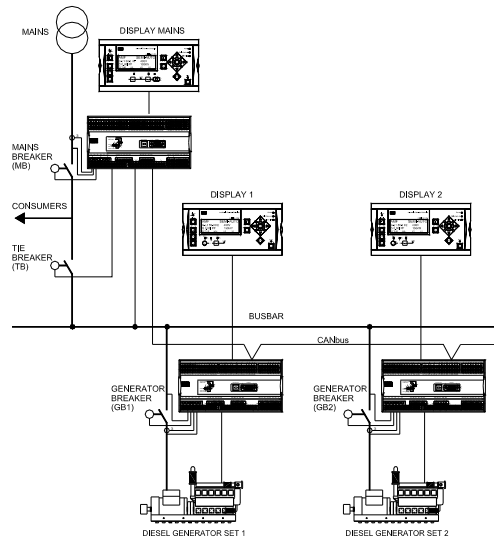 DISPLAY MAINS
MAINS
MAINS
BREAKER
(MB)
CONSUMERS
DISPLAY 1
DISPLAY 2
TIE
BREAKER
(TB)
BUSBAR
CANbus
GENERATOR
BREAKER
(GB1)
GENERATOR
BREAKER
(GB2)
DIESEL GENERATOR SET 1
DIESEL GENERATOR SET 2